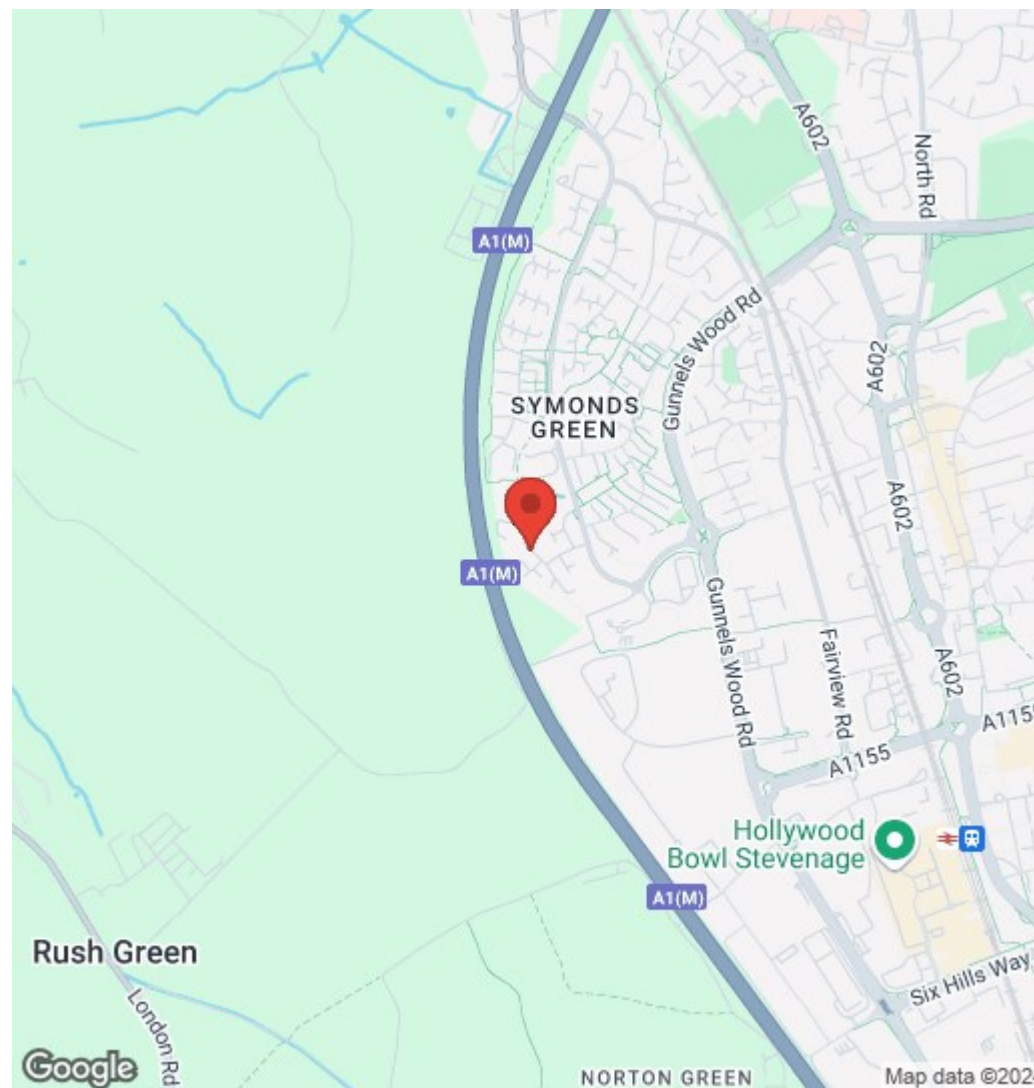 A602
North Rd
A1(M)
Gunnels Wood Rd
A602
SYMONDS
GREEN
A602
A1(M)
Gunnels Wood Rd
Fairview Rd
A602
A1155
A1155
Hollywood
Bowl Stevenage
A1(M)
Rush Green
London Rd
Six Hills Way
NORTON GREEN
Google
Map data ©202